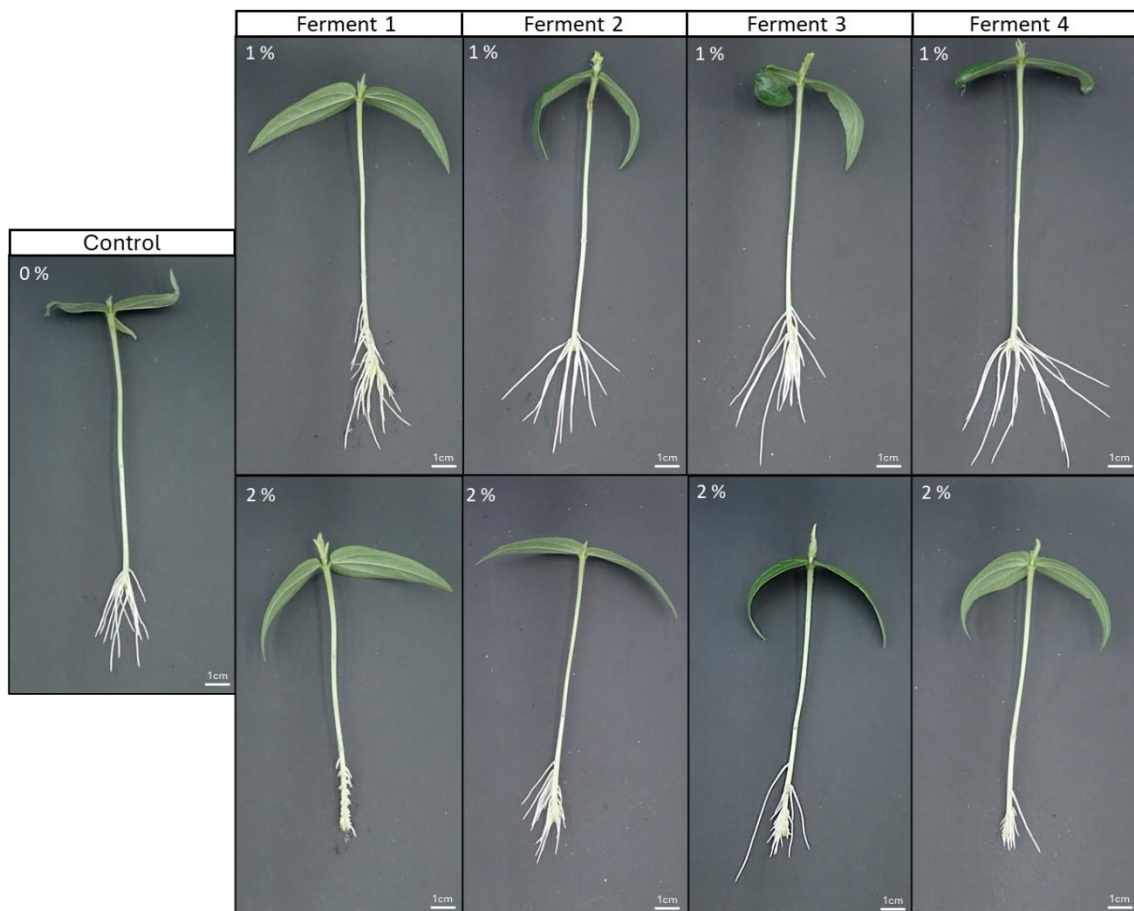 Ferment 1
Ferment 2
Ferment 3
Ferment 4
1 %
1 %
1 %
1 %
Control
0 %
1cm
1cm
1cm
1cm
2 %
2 %
2 %
2 %
1cm
1cm
1cm
1cm
1cm